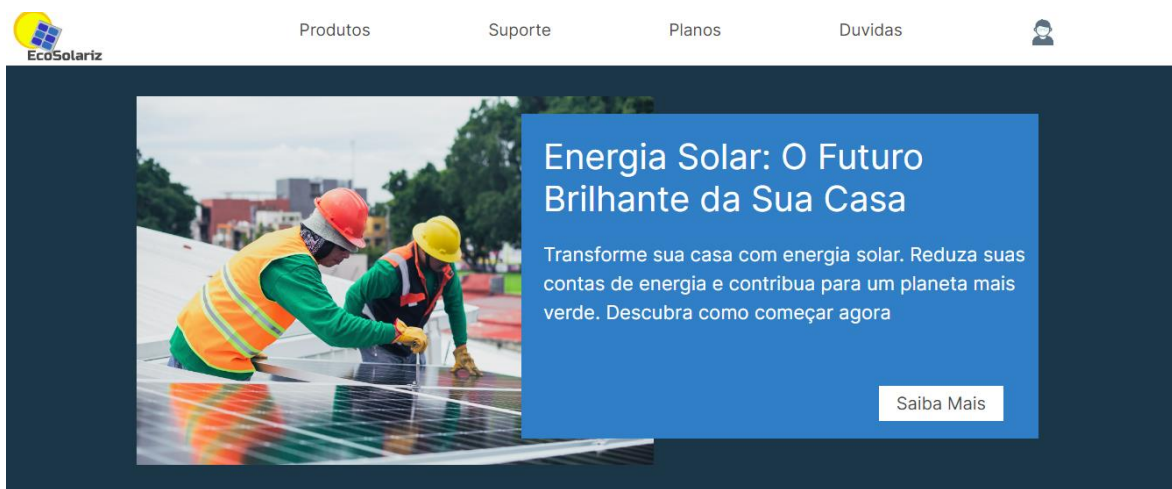 EcoSolariz
Produtos
Suporte
Planos
Duvidas
Energia Solar: O Futuro
Brilhante da Sua Casa
Transforme sua casa com energia solar. Reduza suas
contas de energia e contribua para um planeta mais
verde. Descubra como começar agora
Saiba Mais